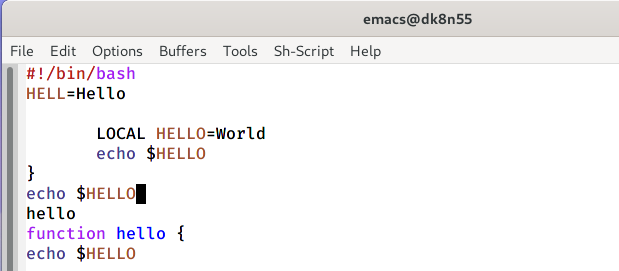 emacs@dk8n55
File Edit Options Buffers Tools Sh-Script Help
#!/bin/bash
HELL=Hello
LOCAL HELLO=World
echo $HELLO
}
echo $HELLO
hello
function hello {
echo $HELLO